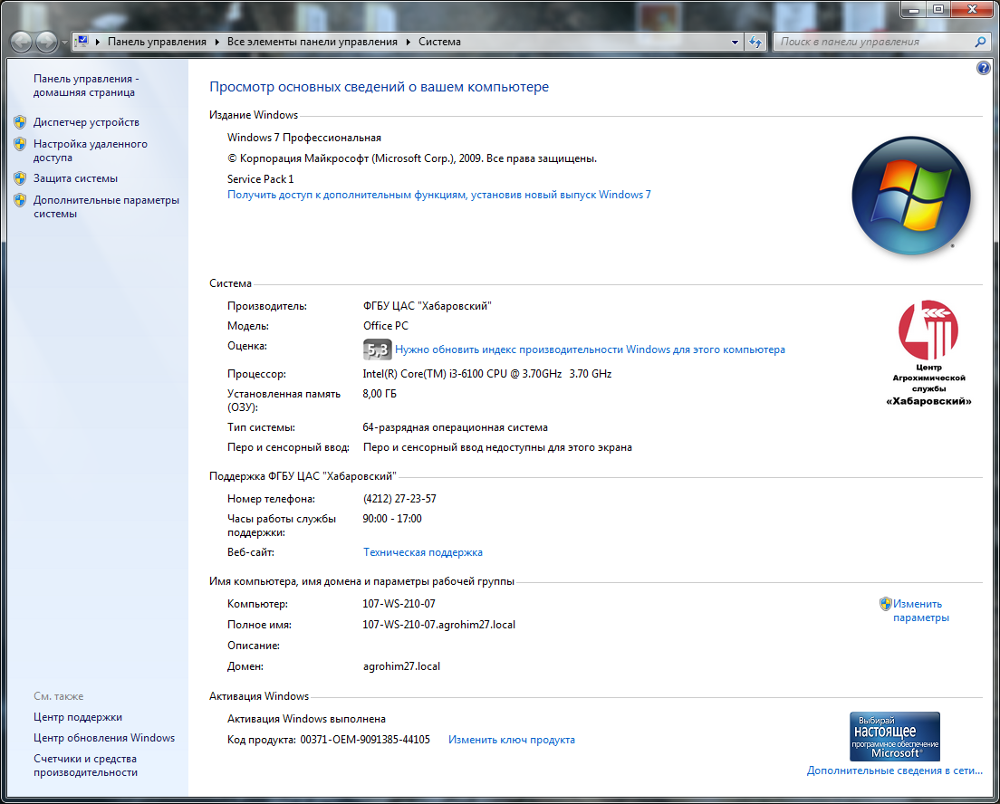 Панель управления
Все элементы панели управления
Система
Поиск в панели управления
Панель управления -
домашняя страница
Диспетчер устройств
Настройка удаленного
доступа
Защита системы
Дополнительные параметры
системы
Просмотр основных сведений о вашем компьютере
Издание Windows
Windows 7 Профессиональная
© Корпорация Майкрософт (Microsoft Corp.), 2009. Все права защищены.
Service Pack 1
Получить доступ к дополнительным функциям, установив новый выпуск Windows 7
Система
Производитель: ФГБУ ЦАС "Хабаровский"
Модель: Office PC
Оценка: 5,3 Нужно обновить индекс производительности Windows для этого компьютера
Процессор: Intel(R) Core(TM) i3-6100 CPU @ 3.70GHz 3.70 GHz
Установленная память
(ОЗУ): 8,00 ГБ
Тип системы: 64-разрядная операционная система
Перо и сенсорный ввод: Перо и сенсорный ввод недоступны для этого экрана
Центр
Агрохимической
службы
«Хабаровский»
Поддержка ФГБУ ЦАС "Хабаровский"
Номер телефона: (4212) 27-23-57
Часы работы службы
поддержки: 90:00 - 17:00
Веб-сайт: Техническая поддержка
Имя компьютера, имя домена и параметры рабочей группы
Компьютер: 107-WS-210-07
Изменить
параметры
Полное имя: 107-WS-210-07.agrohim27.local
Описание:
Домен: agrohim27.local
Активация Windows
Активация Windows выполнена
Код продукта: 00371-OEM-9091385-44105 Изменить ключ продукта
Выбирай
настоящее
программное обеспечение
Microsoft®
Дополнительные сведения в сети...
См. также
Центр поддержки
Центр обновления Windows
Счетчики и средства
производительности